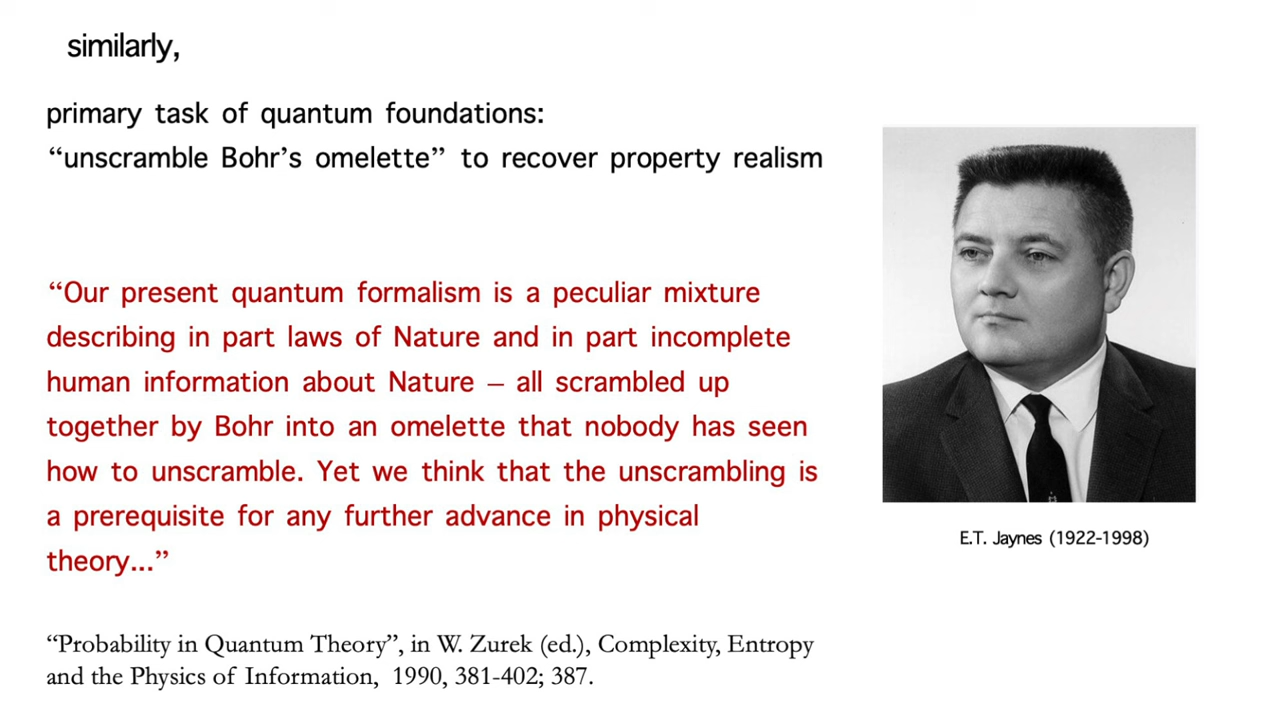 similarly,
primary task of quantum foundations:
“unscramble Bohr’s omelette” to recover property realism
“Our present quantum formalism is a peculiar mixture
describing in part laws of Nature and in part incomplete
human information about Nature – all scrambled up
together by Bohr into an omelette that nobody has seen
how to unscramble. Yet we think that the unscrambling is
a prerequisite for any further advance in physical
theory...”
E.T. Jaynes (1922-1998)
“Probability in Quantum Theory”, in W. Zurek (ed.), Complexity, Entropy
and the Physics of Information, 1990, 381-402; 387.